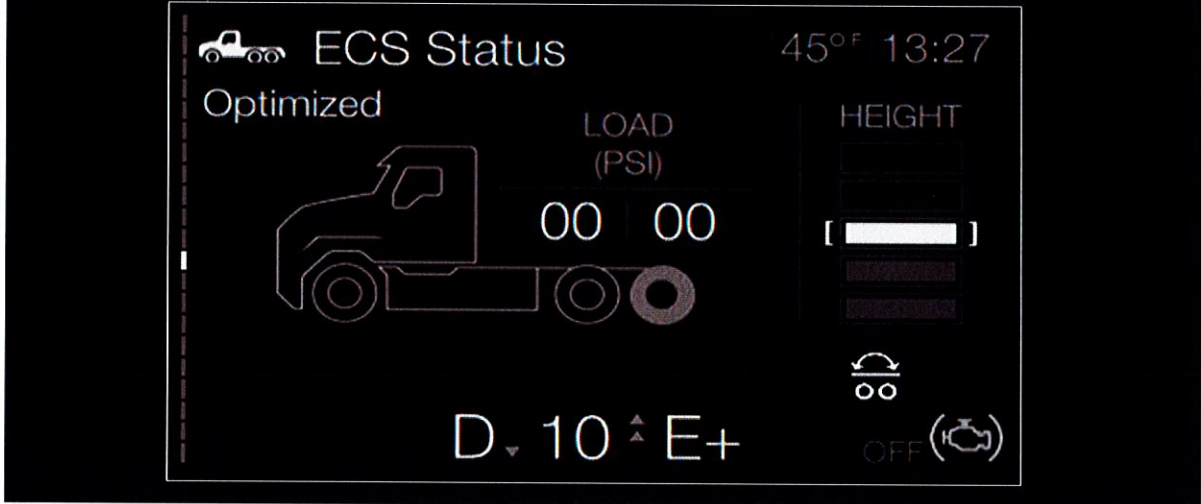 ECS Status 45°F 13:27
Optimized
LOAD
(PSI)
HEIGHT
00 00
[ ]
D 10 E+
OFF